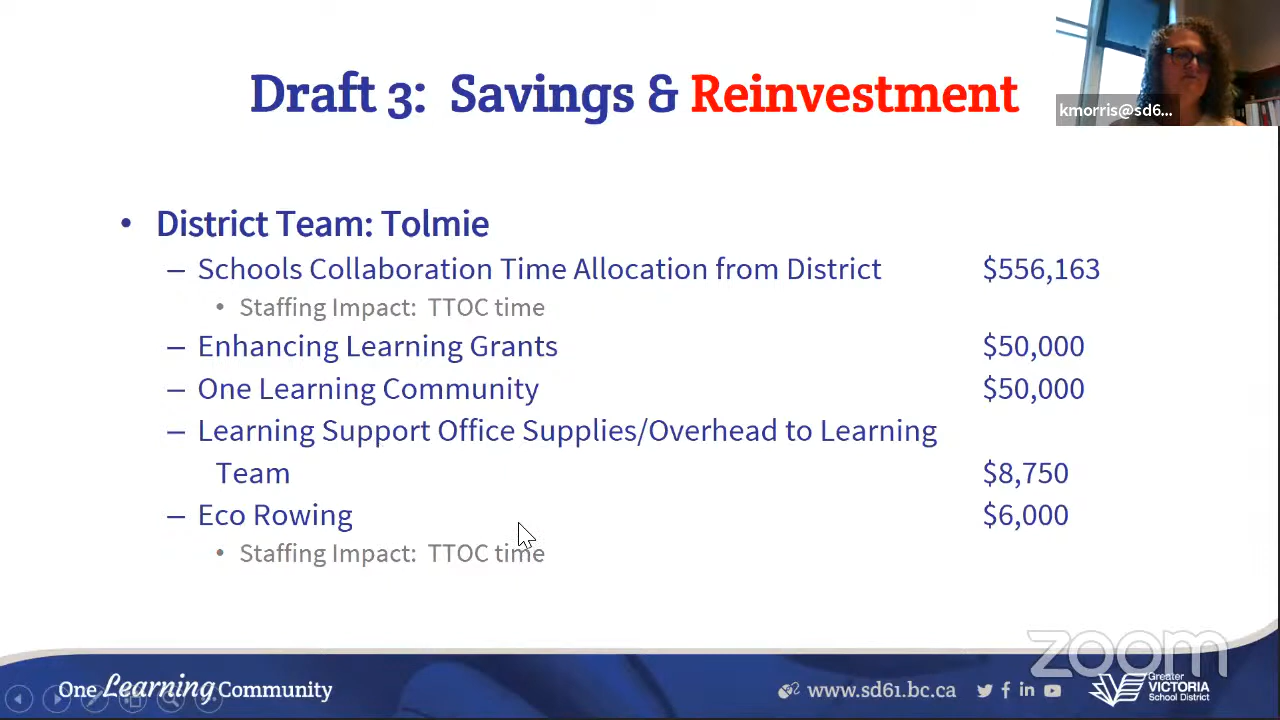 Draft 3: Savings & Reinvestment
kmorris@sd6...
• District Team: Tolmie
– Schools Collaboration Time Allocation from District $556,163
• Staffing Impact: TTOC time
– Enhancing Learning Grants $50,000
– One Learning Community $50,000
– Learning Support Office Supplies/Overhead to Learning
Team $8,750
– Eco Rowing $6,000
• Staffing Impact: TTOC time
zoom
One Learning Community
www.sd61.bc.ca
Greater
VICTORIA
School District